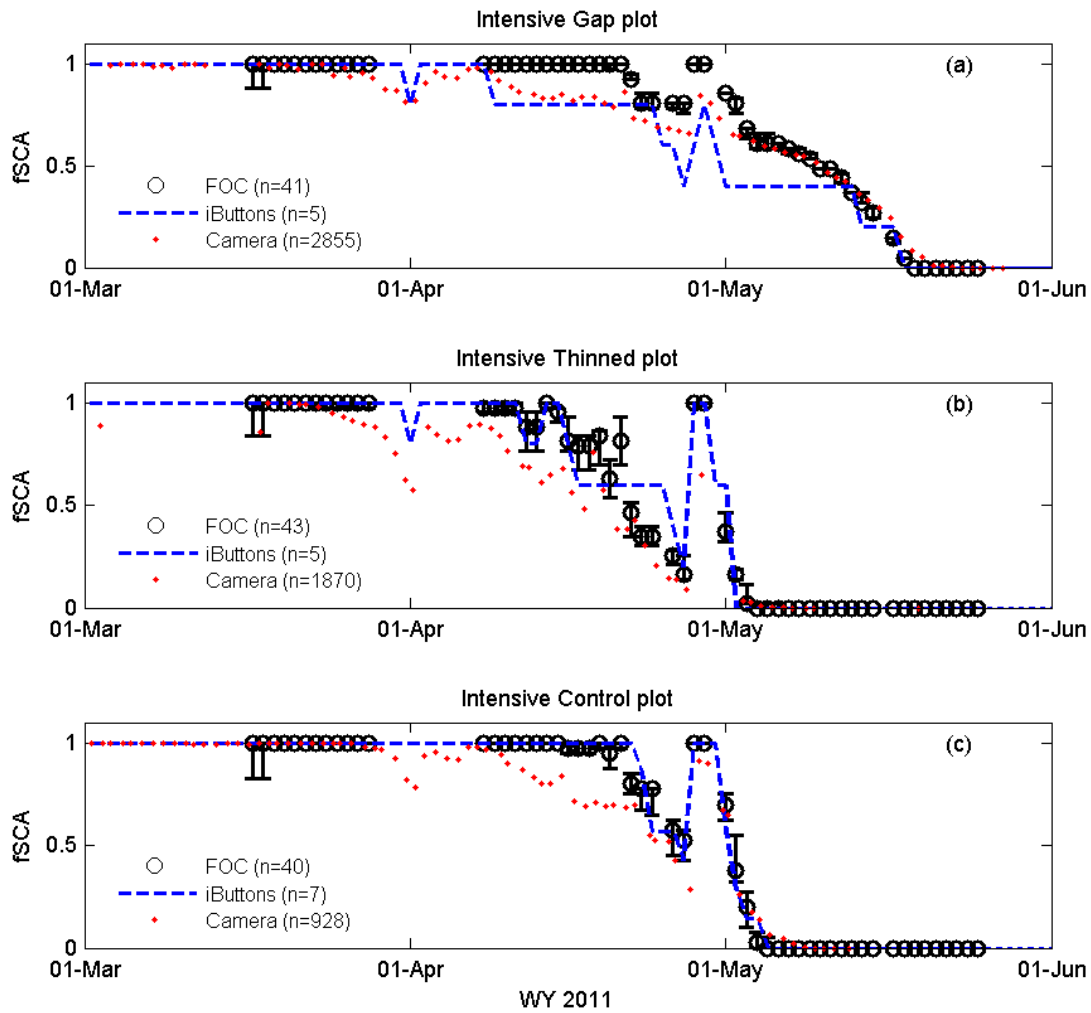 Intensive Gap plot
1
(a)
fSCA
0.5
FOC (n=41)
iButtons (n=5)
Camera (n=2855)
0
01-Mar 01-Apr 01-May 01-Jun
Intensive Thinned plot
1
(b)
fSCA
0.5
FOC (n=43)
iButtons (n=5)
Camera (n=1870)
0
01-Mar 01-Apr 01-May 01-Jun
Intensive Control plot
1
(c)
fSCA
0.5
FOC (n=40)
iButtons (n=7)
Camera (n=928)
0
01-Mar 01-Apr 01-May 01-Jun
WY 2011